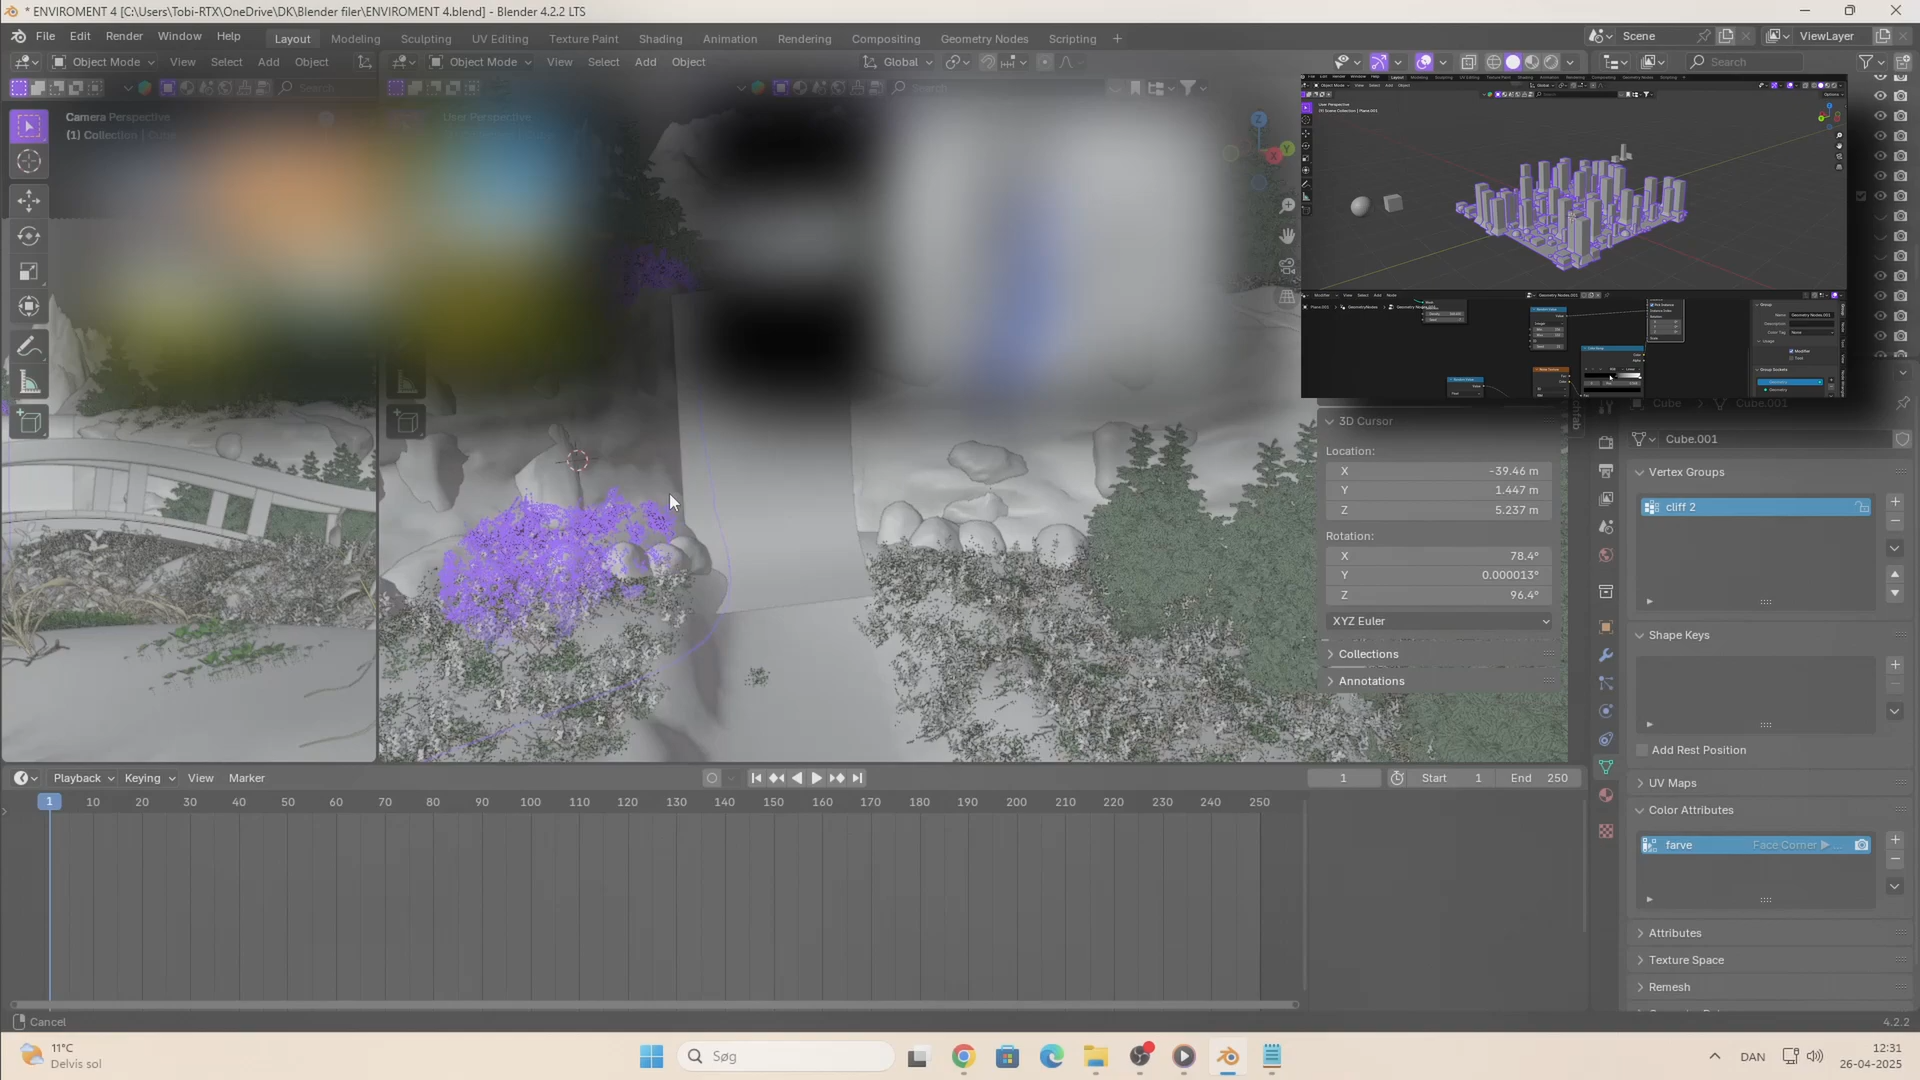 * ENVIROMENT 4 [C:\Users\Tobi-RTX\OneDrive\DK\Blender filer\ENVIROMENT 4.blend] - Blender 4.2.2 LTS
File Edit Render Window Help
Layout Modeling Sculpting UV Editing Texture Paint Shading Animation Rendering Compositing Geometry Nodes Scripting +
Scene
ViewLayer
Object Mode View Select Add Object
Object Mode View Select Add Object
Global
Search
Search
Search
Camera Perspective
(1) Collection | Cube
User Perspective
3D Cursor
Location:
X -39.46 m
Y 1.447 m
Z 5.237 m
Rotation:
X 78.4°
Y 0.000013°
Z 96.4°
XYZ Euler
Collections
Annotations
Cube
Cube.001
Cube.001
Vertex Groups
cliff 2
Shape Keys
Add Rest Position
UV Maps
Color Attributes
farve Face Corner ▶ ...
Attributes
Texture Space
Remesh
Playback Keying View Marker
1
Start 1
End 250
1 10 20 30 40 50 60 70 80 90 100 110 120 130 140 150 160 170 180 190 200 210 220 230 240 250
Cancel
4.2.2
11°C
Delvis sol
Søg
DAN
12:31
26-04-2025